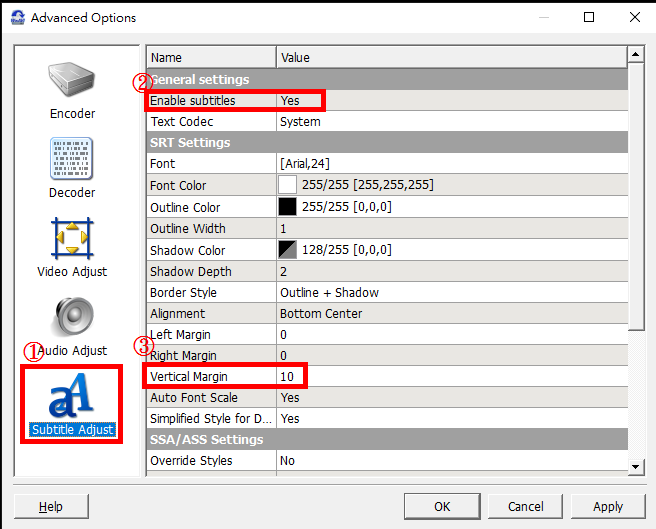 Advanced Options
Encoder
Decoder
Video Adjust
① Audio Adjust
Subtitle Adjust
Name Value
General settings
② Enable subtitles Yes
Text Codec System
SRT Settings
Font [Arial,24]
Font Color 255/255 [255,255,255]
Outline Color 255/255 [0,0,0]
Outline Width 1
Shadow Color 128/255 [0,0,0]
Shadow Depth 2
Border Style Outline + Shadow
Alignment Bottom Center
Left Margin 0
③ Right Margin 0
Vertical Margin 10
Auto Font Scale Yes
Simplified Style for D... Yes
SSA/ASS Settings
Override Styles No
Help OK Cancel Apply